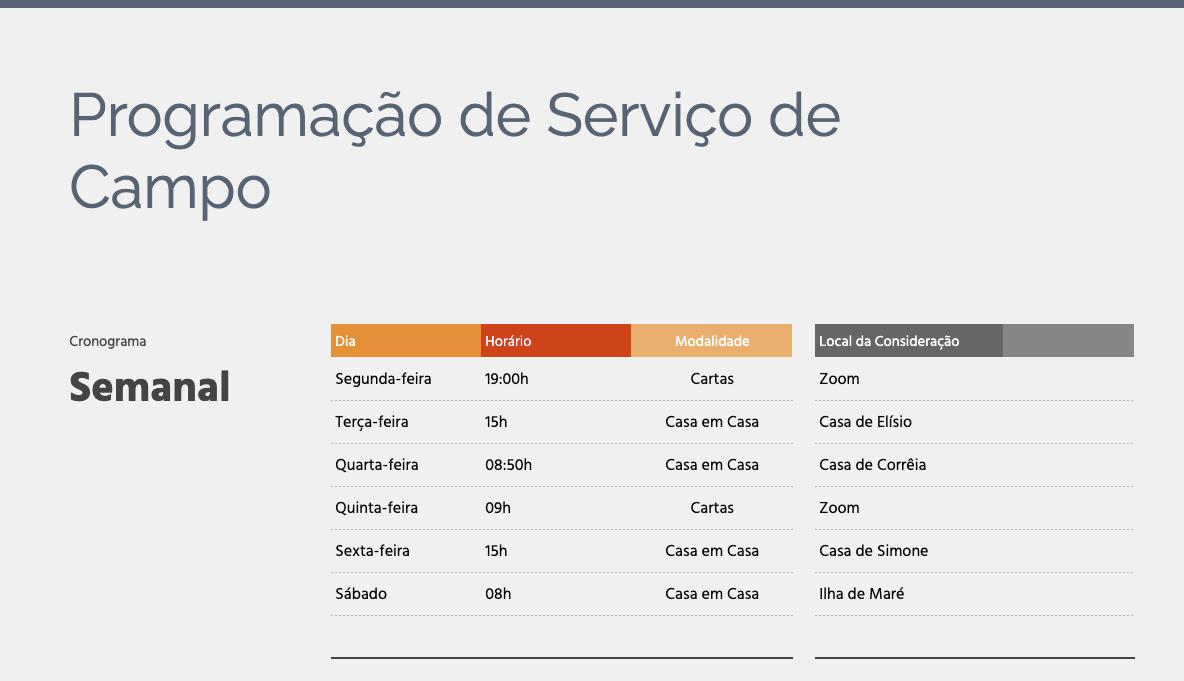 Programação de Serviço de
Campo
Cronograma
Semanal
Dia Horário Modalidade Local da Consideração
Segunda-feira 19:00h Cartas Zoom
Terça-feira 15h Casa em Casa Casa de Elísio
Quarta-feira 08:50h Casa em Casa Casa de Corrêia
Quinta-feira 09h Cartas Zoom
Sexta-feira 15h Casa em Casa Casa de Simone
Sábado 08h Casa em Casa Ilha de Maré